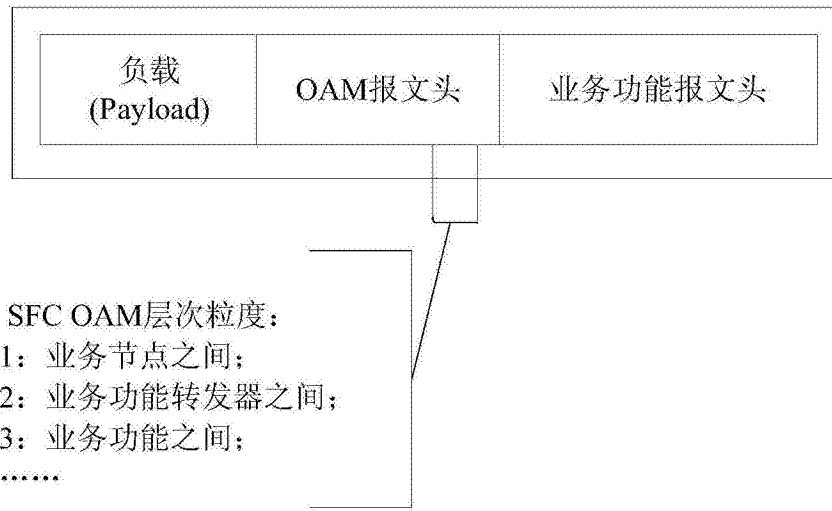 负载
(Payload)
OAM报文头
业务功能报文头
SFC OAM层次粒度：
1：业务节点之间；
2：业务功能转发器之间；
3：业务功能之间；
……